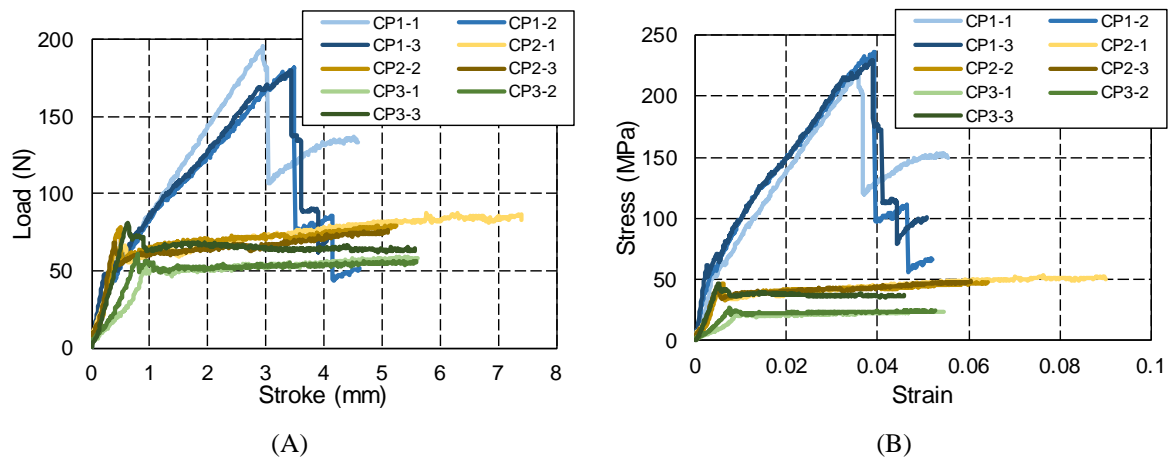 CP1-1 CP1-2
CP1-3 CP2-1
CP2-2 CP2-3
CP3-1 CP3-2
CP3-3
200
150
100
50
0
Load (N)
0 1 2 3 4 5 6 7 8
Stroke (mm)
(A)
CP1-1 CP1-2
CP1-3 CP2-1
CP2-2 CP2-3
CP3-1 CP3-2
CP3-3
250
200
150
100
50
0
Stress (MPa)
0 0.02 0.04 0.06 0.08 0.1
Strain
(B)